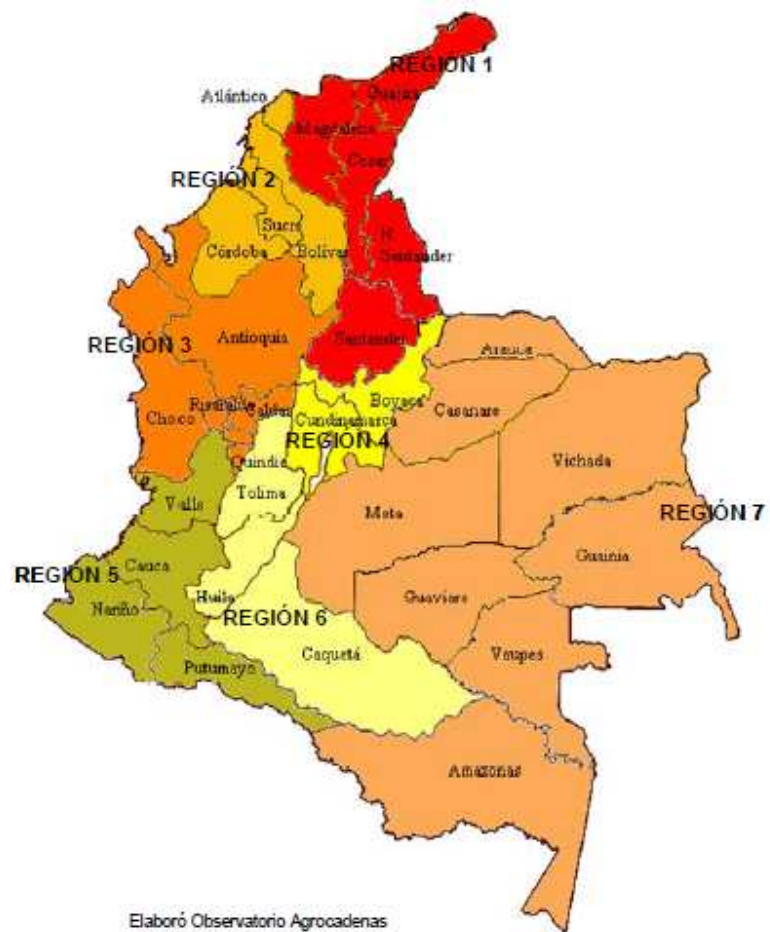 REGIÓN 1
Guajira
Atlántico
Magdalena
Cesar
REGIÓN 2
Sucre
Córdoba
Bolívar
N.
Santander
REGIÓN 3
Antioquia
Santander
Arauca
Boyacá
Casanare
Choco
Risaralda
Caldas
Cundinamarca
REGIÓN 4
Quindío
Tolima
Vichada
Valle
Meta
REGIÓN 7
Guainia
Cauca
REGIÓN 5
Nariño
Huila
Guaviare
REGIÓN 6
Caquetá
Vaupes
Putumayo
Amazonas
Elaboró Observatorio Agrocadenas